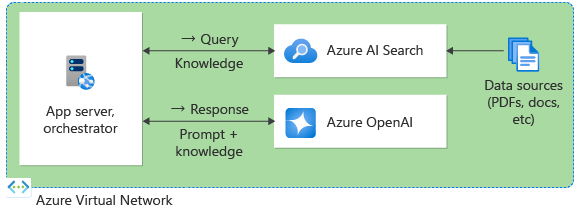 → Query
Knowledge
Azure AI Search
App server,
orchestrator
Data sources
(PDFs, docs,
etc)
→ Response
Prompt +
knowledge
Azure OpenAI
Azure Virtual Network